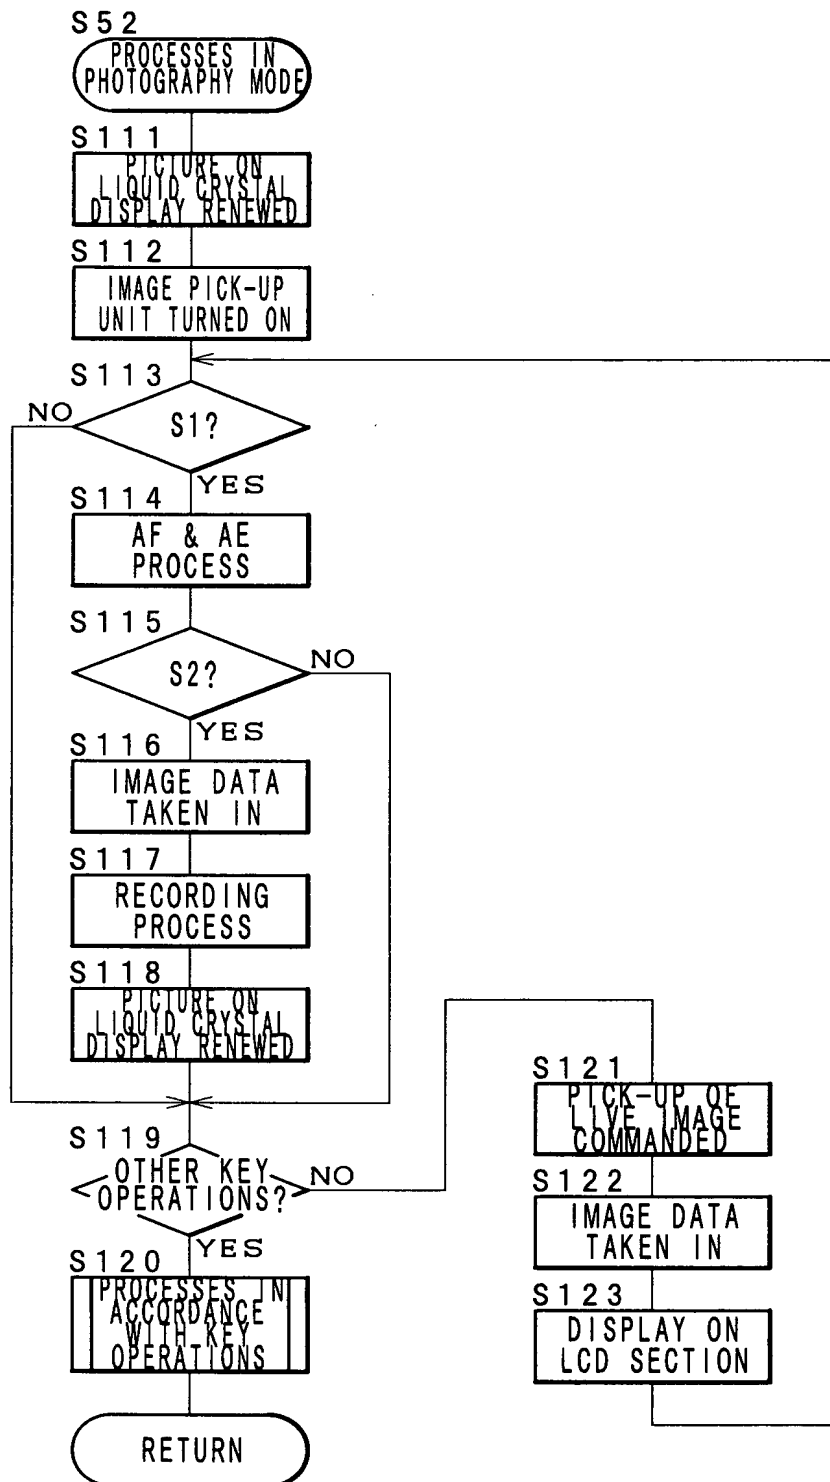 S52
PROCESSES IN
PHOTOGRAPHY MODE
S111
PICTURE ON
LIQUID CRYSTAL
DISPLAY RENEWED
S112
IMAGE PICK-UP
UNIT TURNED ON
S113
NO
S1?
YES
S114
AF & AE
PROCESS
S115
S2?
NO
YES
S116
IMAGE DATA
TAKEN IN
S117
RECORDING
PROCESS
S118
PICTURE ON
LIQUID CRYSTAL
DISPLAY RENEWED
S119
OTHER KEY
OPERATIONS?
NO
YES
S120
PROCESSES IN
ACCORDANCE
WITH KEY
OPERATIONS
RETURN
S121
PICK-UP OF
LIVE IMAGE
COMMANDED
S122
IMAGE DATA
TAKEN IN
S123
DISPLAY ON
LCD SECTION